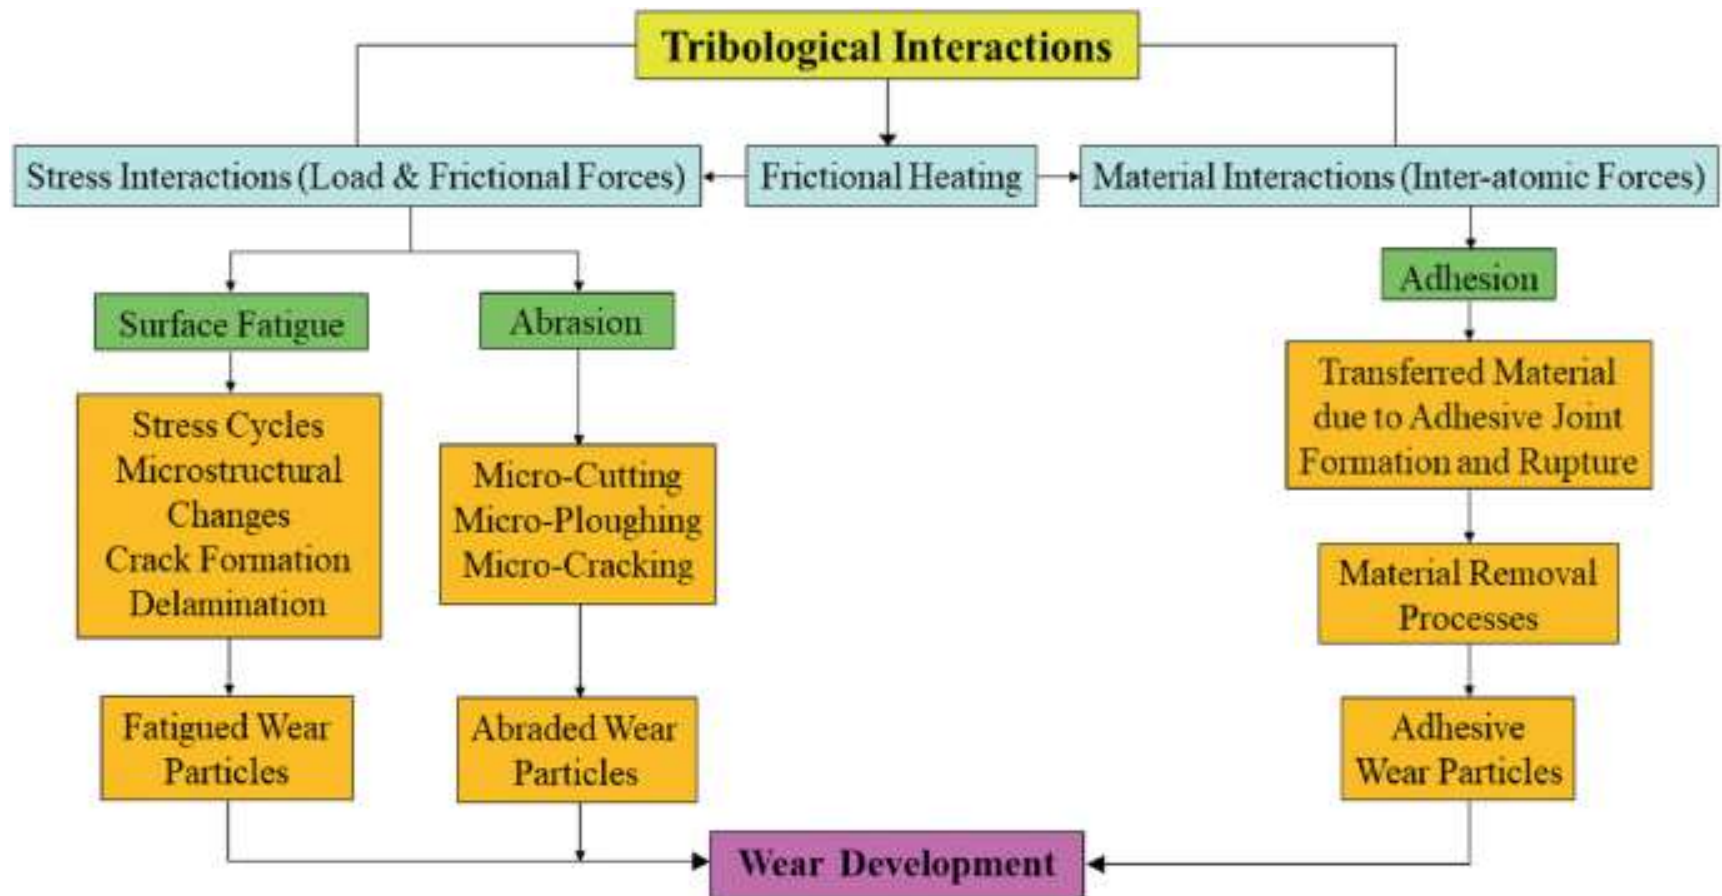 Tribological Interactions
Stress Interactions (Load & Frictional Forces)
Frictional Heating
Material Interactions (Inter-atomic Forces)
Surface Fatigue
Abrasion
Adhesion
Stress Cycles
Microstructural
Changes
Crack Formation
Delamination
Micro-Cutting
Micro-Ploughing
Micro-Cracking
Transferred Material
due to Adhesive Joint
Formation and Rupture
Material Removal
Processes
Fatigued Wear
Particles
Abraded Wear
Particles
Adhesive
Wear Particles
Wear Development